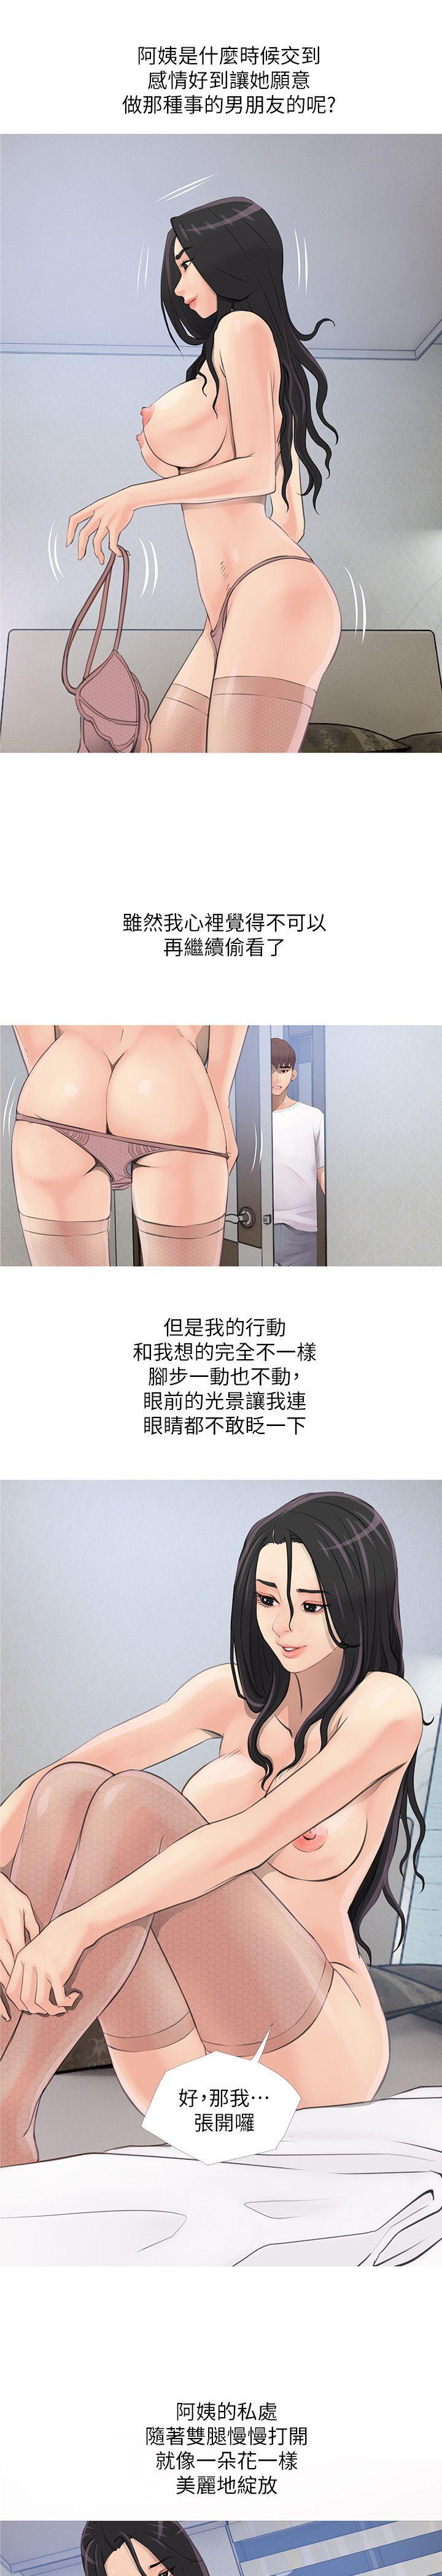 阿姨是什麼時候交到
感情好到讓她願意
做那種事的男朋友的呢?
雖然我心裡覺得不可以
再繼續偷看了
但是我的行動
和我想的完全不一樣
腳步一動也不動,
眼前的光景讓我連
眼睛都不敢眨一下
好,那我…
張開囉
阿姨的私處
隨著雙腿慢慢打開
就像一朵花一樣
美麗地綻放